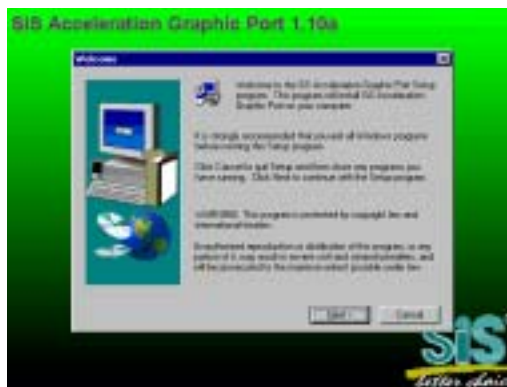 SiS Acceleration Graphic Port 1.10a
Welcome
Welcome to the SiS Acceleration Graphic Port Setup
program. This program will install SiS Acceleration
Graphic Port on your computer.
It is strongly recommended that you exit all Windows programs
before running this Setup program.
Click Cancel to quit Setup and then close any programs you
have running. Click Next to continue with the Setup program.
WARNING: This program is protected by copyright law and
international treaties.
Unauthorized reproduction or distribution of this program, or any
portion of it, may result in severe civil and criminal penalties, and
will be prosecuted to the maximum extent possible under law.
Next >
Cancel
SiS
better choice